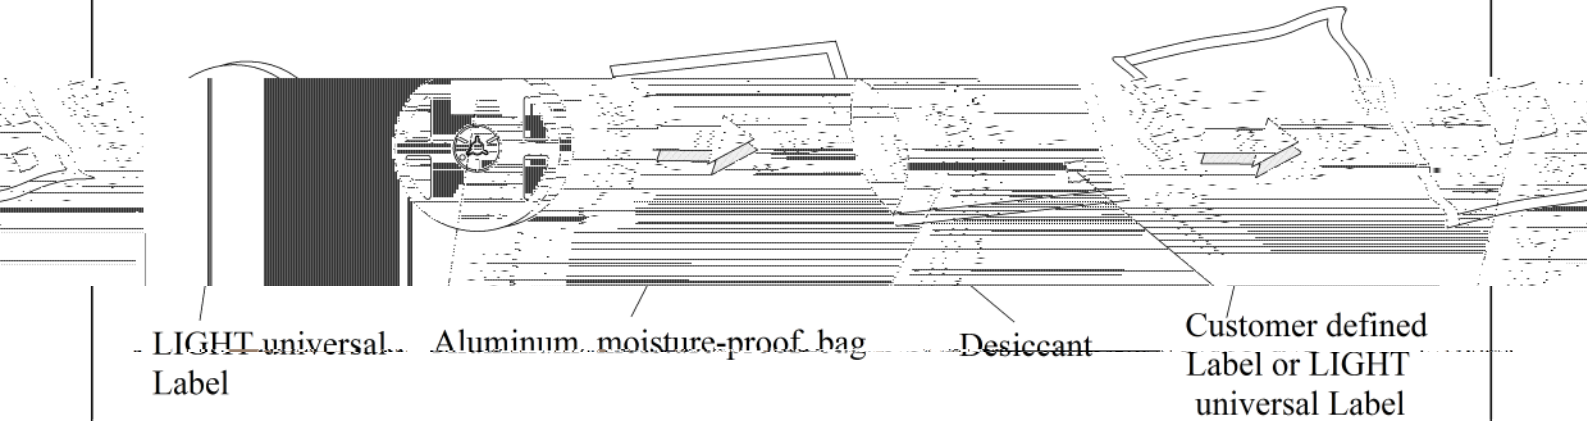 LIGHT universal
Label
Aluminum moisture-proof bag
Desiccant
Customer defined
Label or LIGHT
universal Label